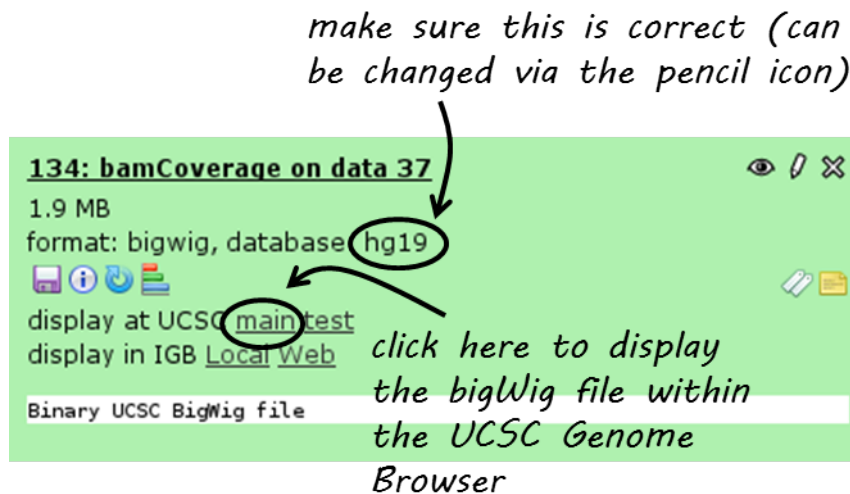 make sure this is correct (can
be changed via the pencil icon)
134: bamCoverage on data 37
1.9 MB
format: bigwig, database hg19
display at UCSC main test
display in IGB Local Web
Binary UCSC BigWig file
click here to display
the bigWig file within
the UCSC Genome
Browser